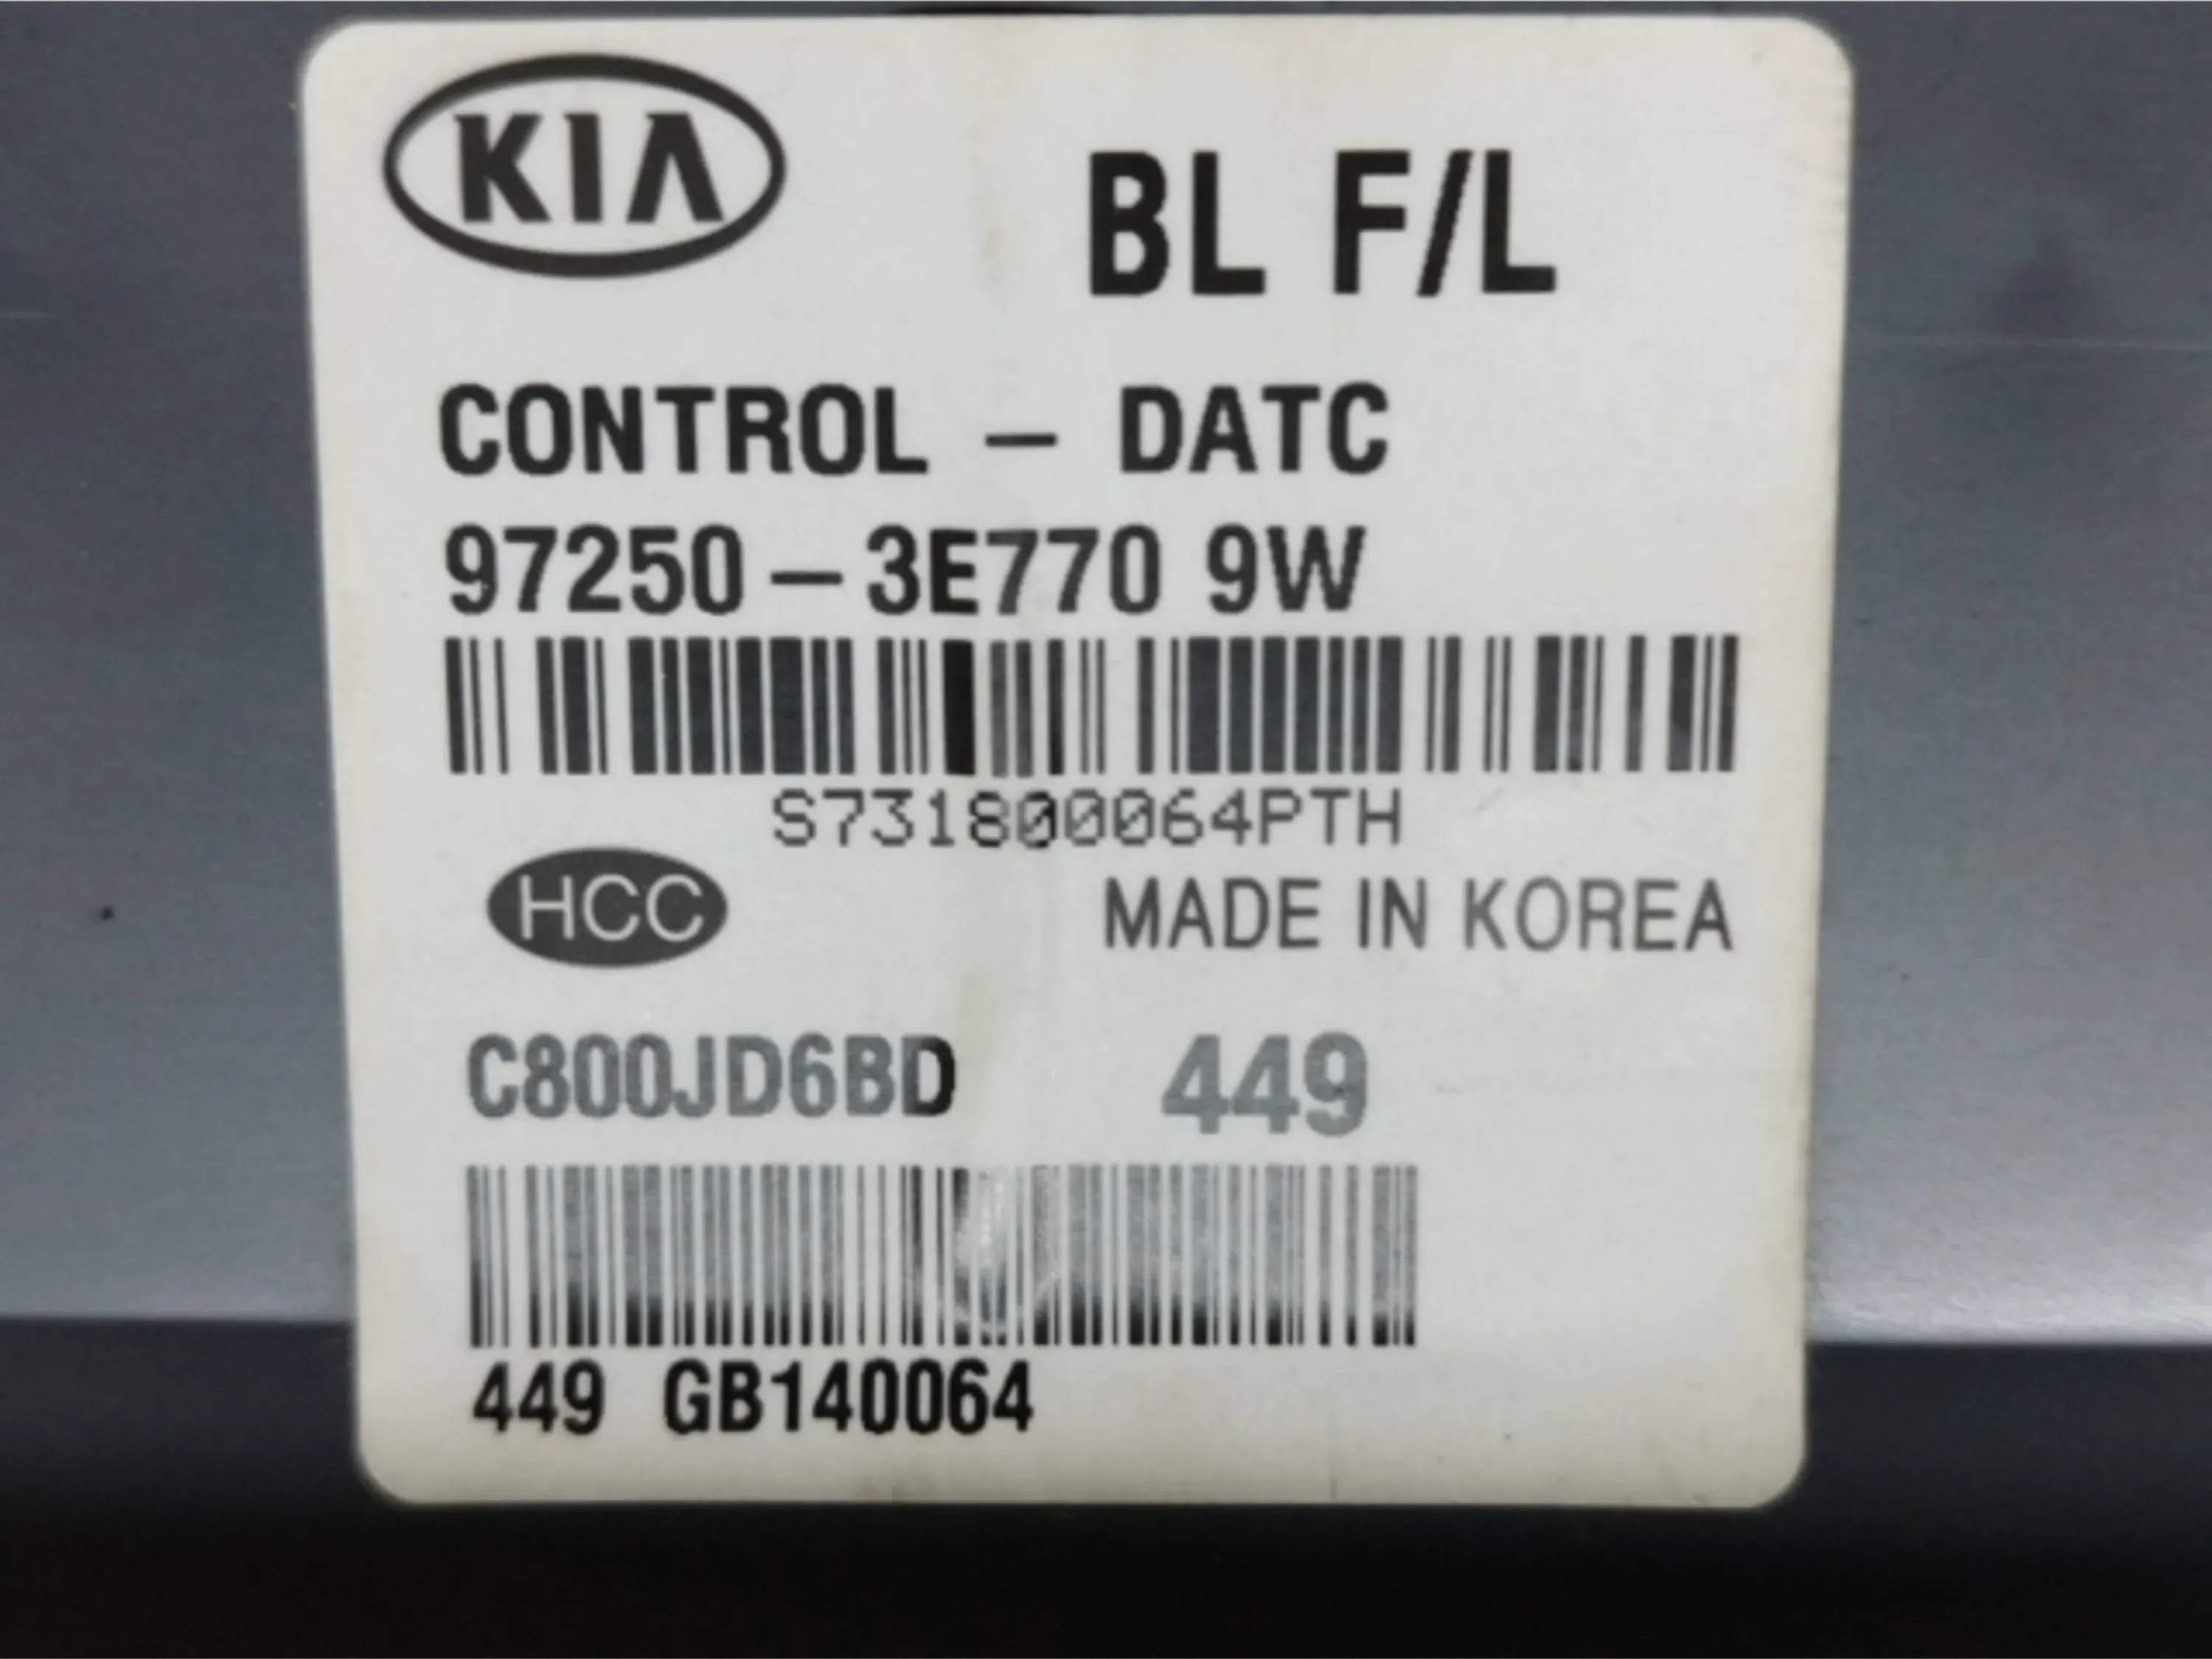 KIA BL F/L
CONTROL - DATC
97250-3E770 9W
S731800064PTH
HCC MADE IN KOREA
C800JD6BD 449
449 GB140064